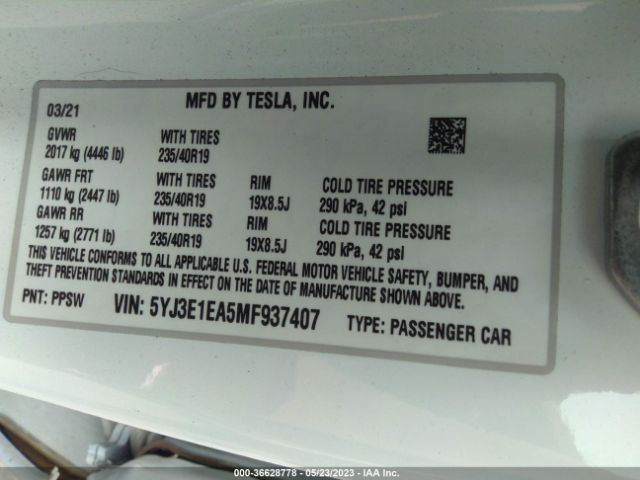 03/21 MFD BY TESLA, INC.
GVWR WITH TIRES
2017 kg (4446 lb) 235/40R19
GAWR FRT WITH TIRES RIM COLD TIRE PRESSURE
1110 kg (2447 lb) 235/40R19 19X8.5J 290 kPa, 42 psi
GAWR RR WITH TIRES RIM COLD TIRE PRESSURE
1257 kg (2771 lb) 235/40R19 19X8.5J 290 kPa, 42 psi
THIS VEHICLE CONFORMS TO ALL APPLICABLE U.S. FEDERAL MOTOR VEHICLE SAFETY, BUMPER, AND
THEFT PREVENTION STANDARDS IN EFFECT ON THE DATE OF MANUFACTURE SHOWN ABOVE.
PNT: PPSW VIN: 5YJ3E1EA5MF937407 TYPE: PASSENGER CAR
000-36628778 - 05/23/2023 - IAA Inc.